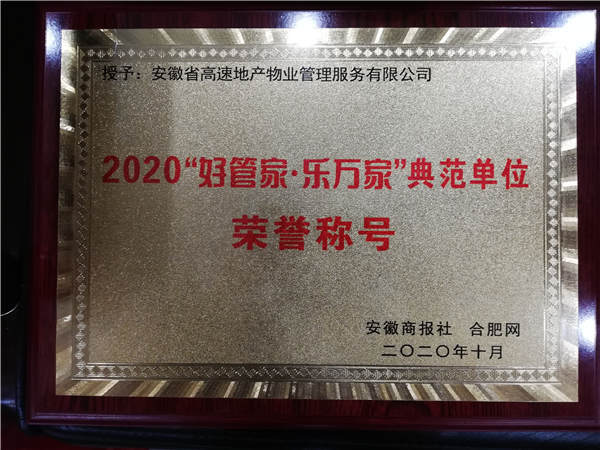 授予：安徽省高速地产物业管理服务有限公司
2020“好管家·乐万家”典范单位
荣誉称号
安徽商报社 合肥网
二〇二〇年十月